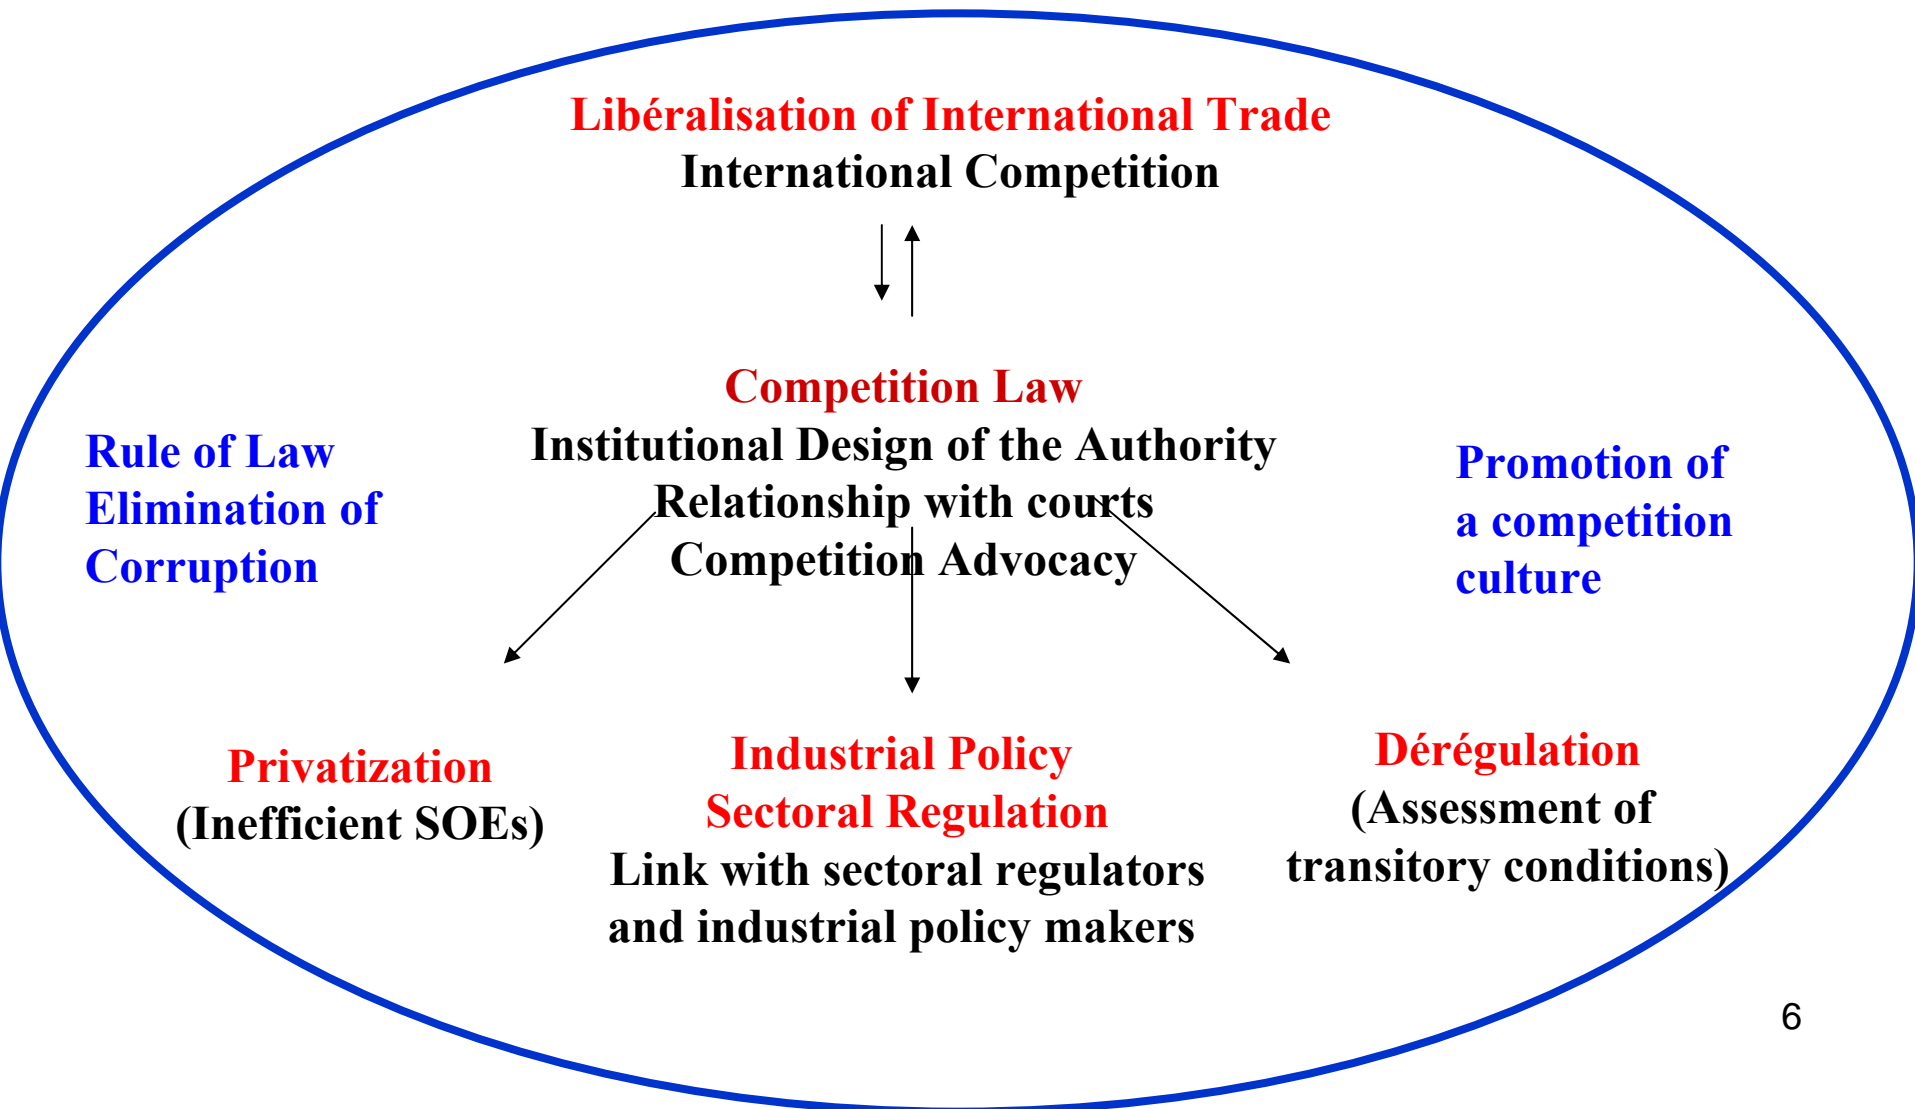 Libéralisation of International Trade
International Competition
Competition Law
Institutional Design of the Authority
Relationship with courts
Competition Advocacy
Rule of Law
Elimination of
Corruption
Promotion of
a competition
culture
Privatization
(Inefficient SOEs)
Industrial Policy
Sectoral Regulation
Link with sectoral regulators
and industrial policy makers
Dérégulation
(Assessment of
transitory conditions)
6